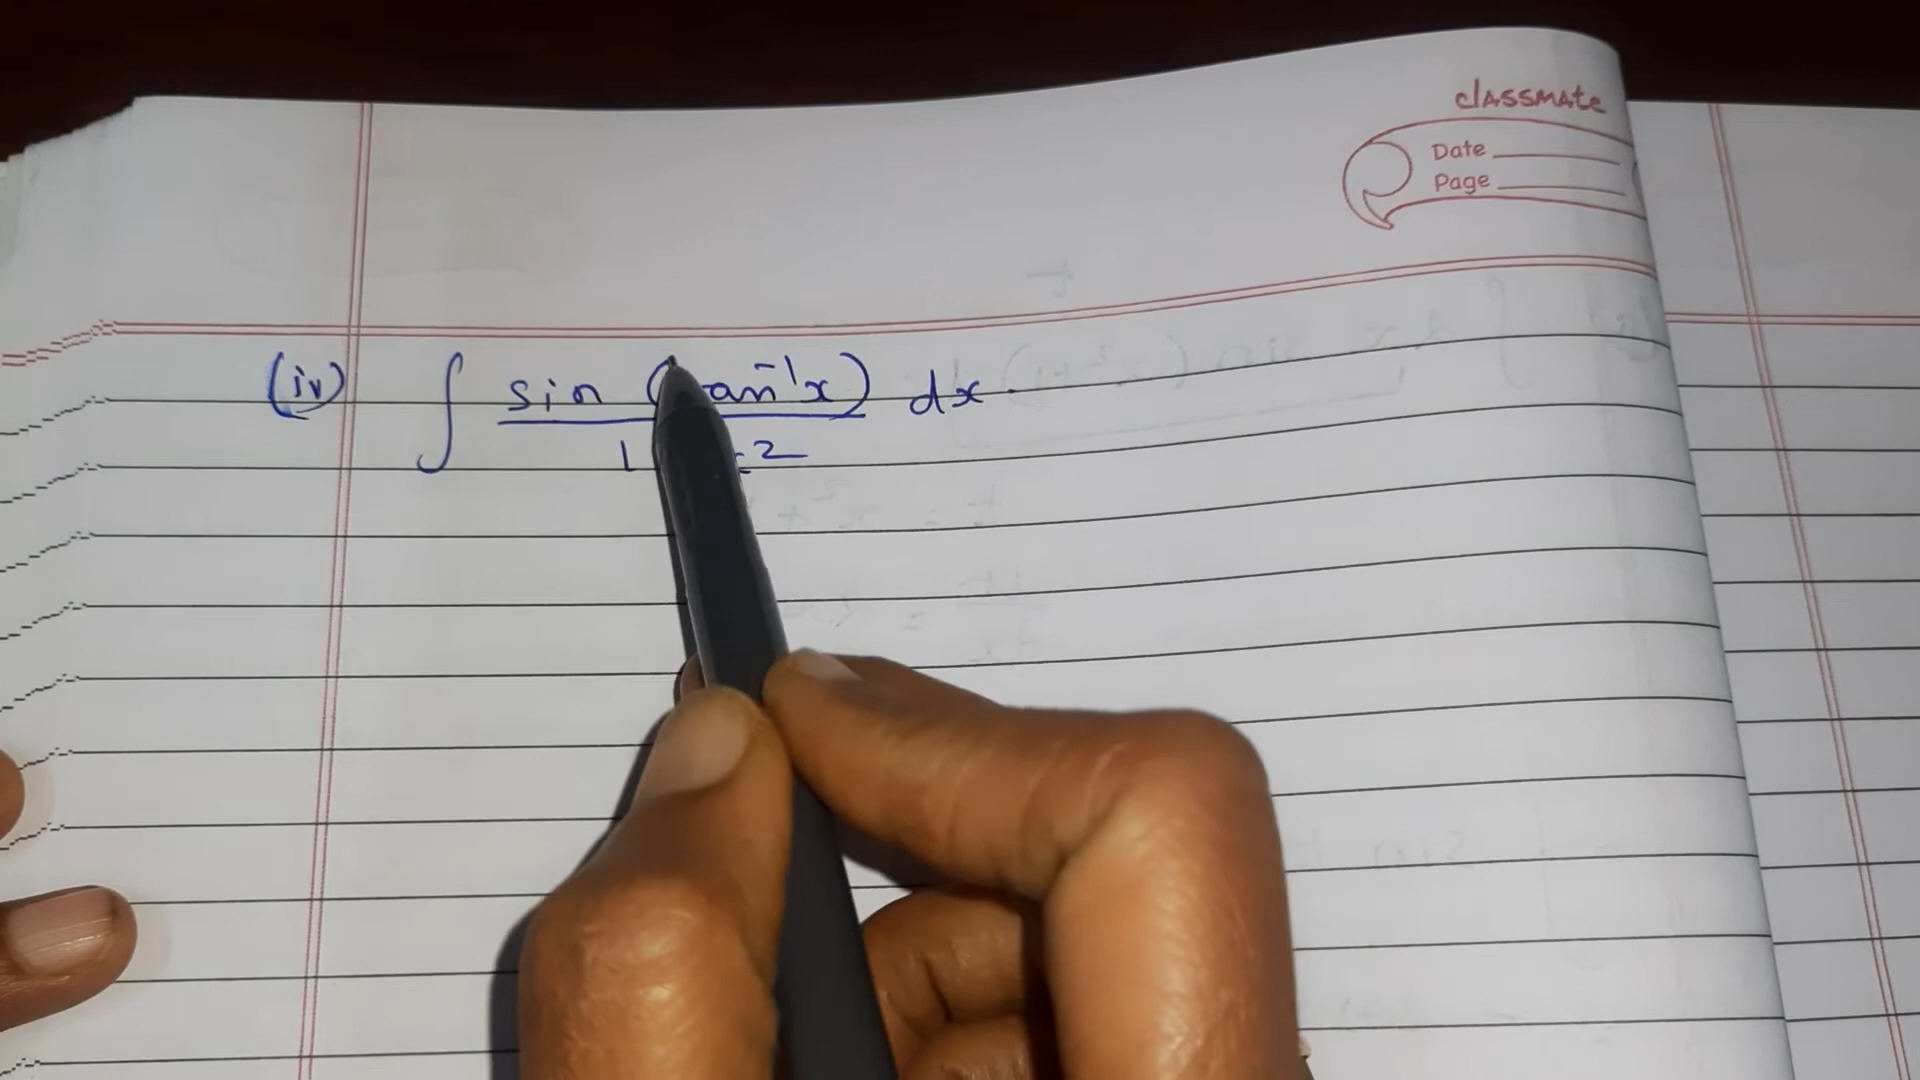 classmate
Date
Page
(iv) ∫ sin (tan⁻¹x) dx
1 x²